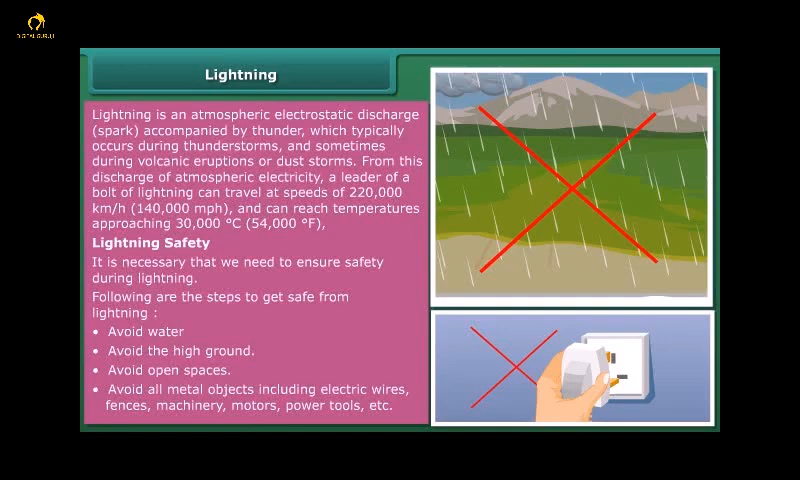 DIGITAL GURUJI
Lightning
Lightning is an atmospheric electrostatic discharge
(spark) accompanied by thunder, which typically
occurs during thunderstorms, and sometimes
during volcanic eruptions or dust storms. From this
discharge of atmospheric electricity, a leader of a
bolt of lightning can travel at speeds of 220,000
km/h (140,000 mph), and can reach temperatures
approaching 30,000 °C (54,000 °F),
Lightning Safety
It is necessary that we need to ensure safety
during lightning.
Following are the steps to get safe from
lightning :
• Avoid water
• Avoid the high ground.
• Avoid open spaces.
• Avoid all metal objects including electric wires,
fences, machinery, motors, power tools, etc.